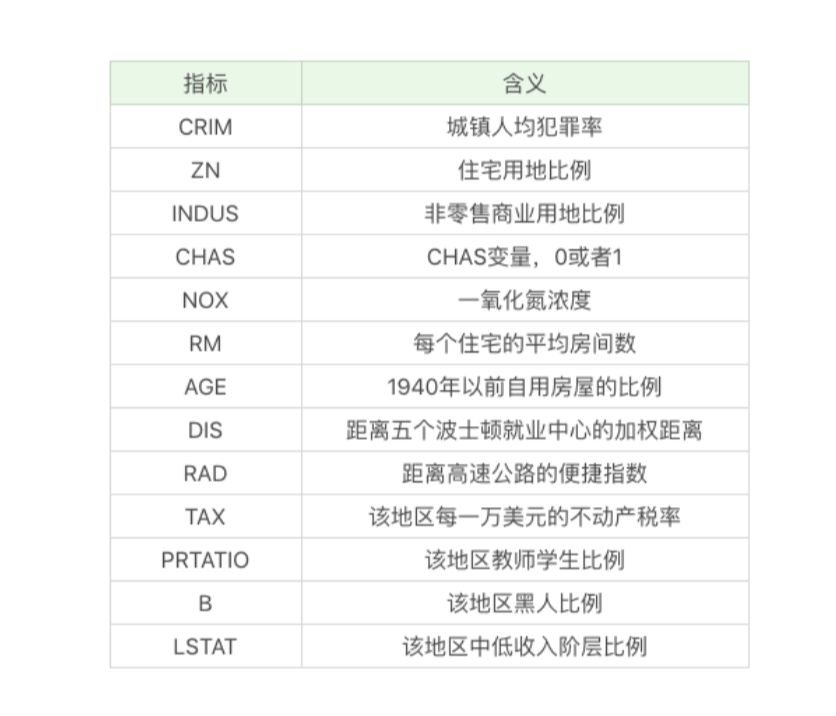 指标 含义
CRIM 城镇人均犯罪率
ZN 住宅用地比例
INDUS 非零售商业用地比例
CHAS CHAS变量，0或者1
NOX 一氧化氮浓度
RM 每个住宅的平均房间数
AGE 1940年以前自用房屋的比例
DIS 距离五个波士顿就业中心的加权距离
RAD 距离高速公路的便捷指数
TAX 该地区每一万美元的不动产税率
PRTATIO 该地区教师学生比例
B 该地区黑人比例
LSTAT 该地区中低收入阶层比例